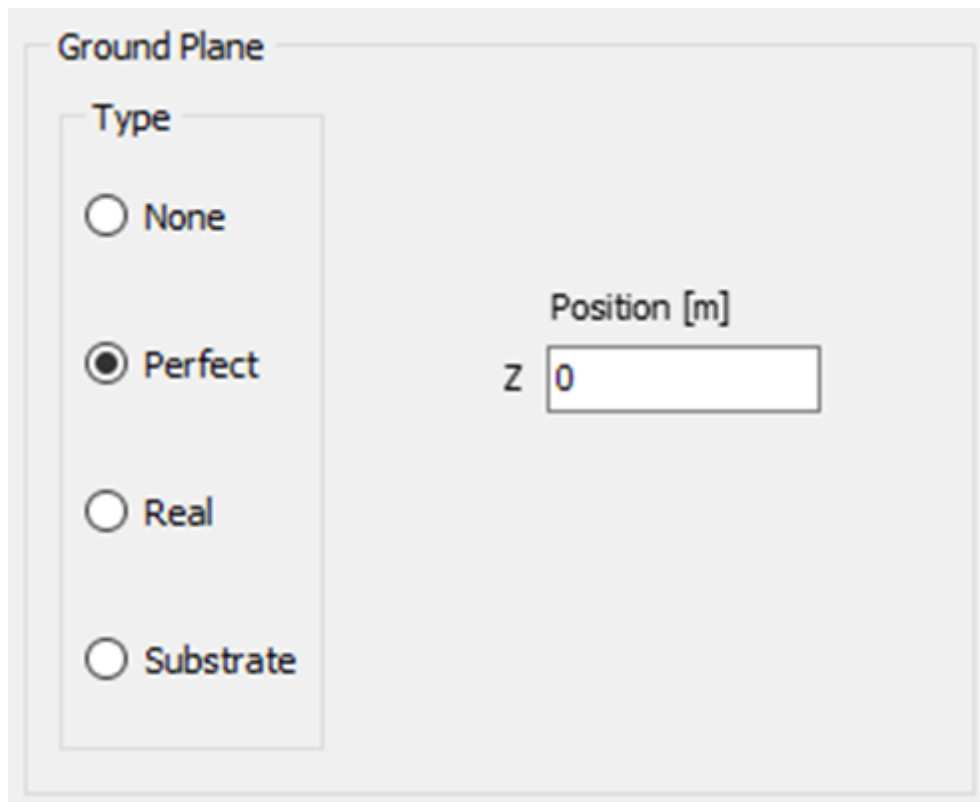 Ground Plane
Type
None
Position [m]
Perfect
Z 0
Real
Substrate